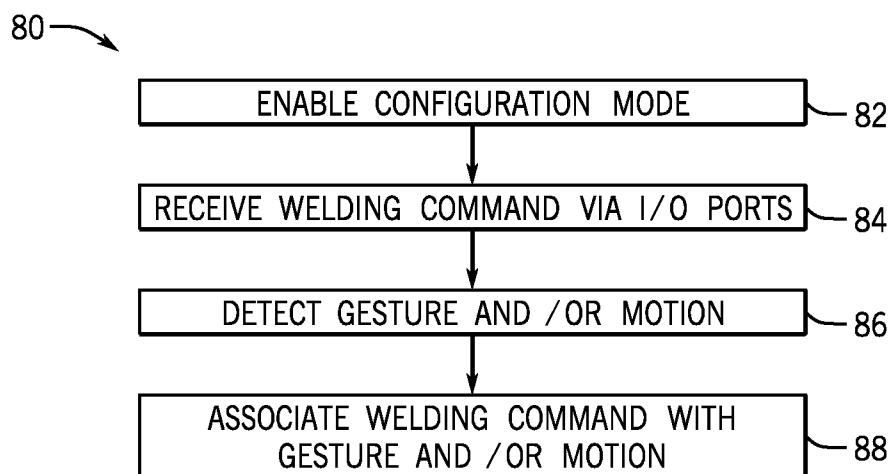 80
ENABLE CONFIGURATION MODE
82
RECEIVE WELDING COMMAND VIA I/O PORTS
84
DETECT GESTURE AND /OR MOTION
86
ASSOCIATE WELDING COMMAND WITH
GESTURE AND /OR MOTION
88